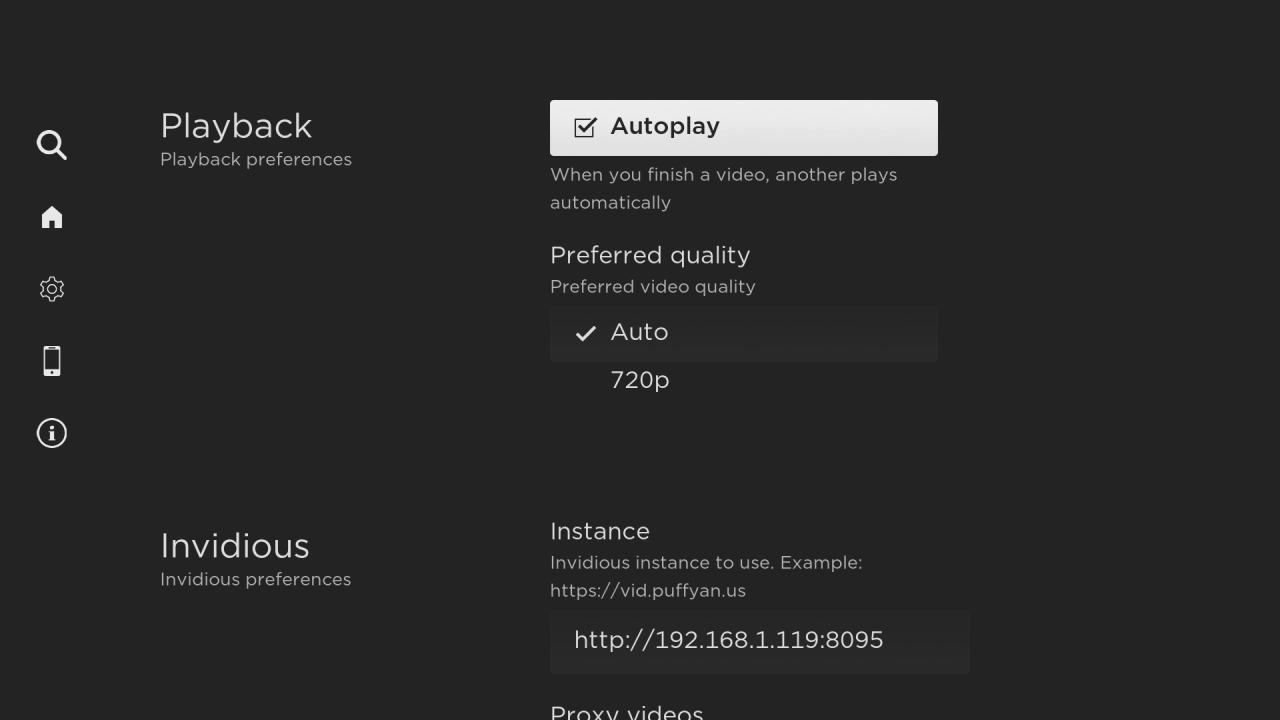 Playback
Playback preferences
Autoplay
When you finish a video, another plays
automatically
Preferred quality
Preferred video quality
Auto
720p
Invidious
Invidious preferences
Instance
Invidious instance to use. Example:
https://vid.puffyan.us
http://192.168.1.119:8095
Proxy videos